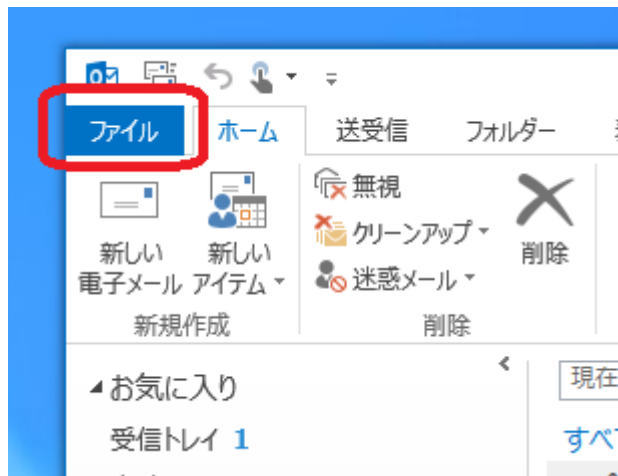 ファイル ホーム 送受信 フォルダー
無視
クリーンアップ
迷惑メール
新しい
電子メール
新しい
アイテム
削除
新規作成 削除
お気に入り
受信トレイ 1
現在
すべ